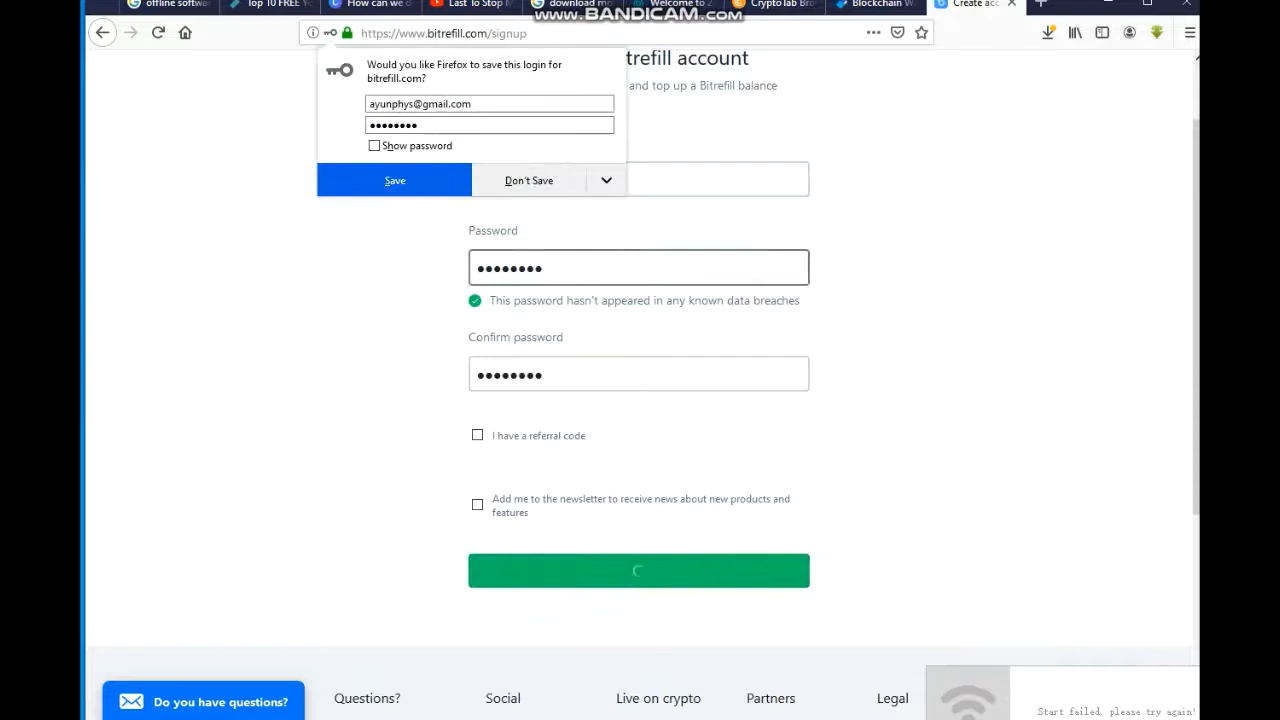 offline softwa
Top 10 FREE Y
How can we d
Last To Stop M
download mo
Welcome to 2
Crypto lab Bro
Blockchain W
Create acc
www.BANDICAM.com
https://www.bitrefill.com/signup
Would you like Firefox to save this login for
bitrefill.com?
ayunphys@gmail.com
••••••••
Show password
Save
Don't Save
trefill account
and top up a Bitrefill balance
Password
••••••••
This password hasn't appeared in any known data breaches
Confirm password
••••••••
I have a referral code
Add me to the newsletter to receive news about new products and
features
Do you have questions?
Questions?
Social
Live on crypto
Partners
Legal
Start failed, please try again!